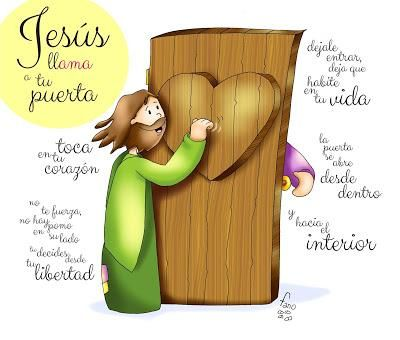 Jesús
llama
a tu
puerta
toca
en tu
corazón
no te fuerza,
no hay pomo
en su
lado
tu decides desde
tu
libertad
dejale
entrar,
deja que
habite
en tu vida
la
puerta
se
abre
desde
dentro
y
hacia el
interior
fano